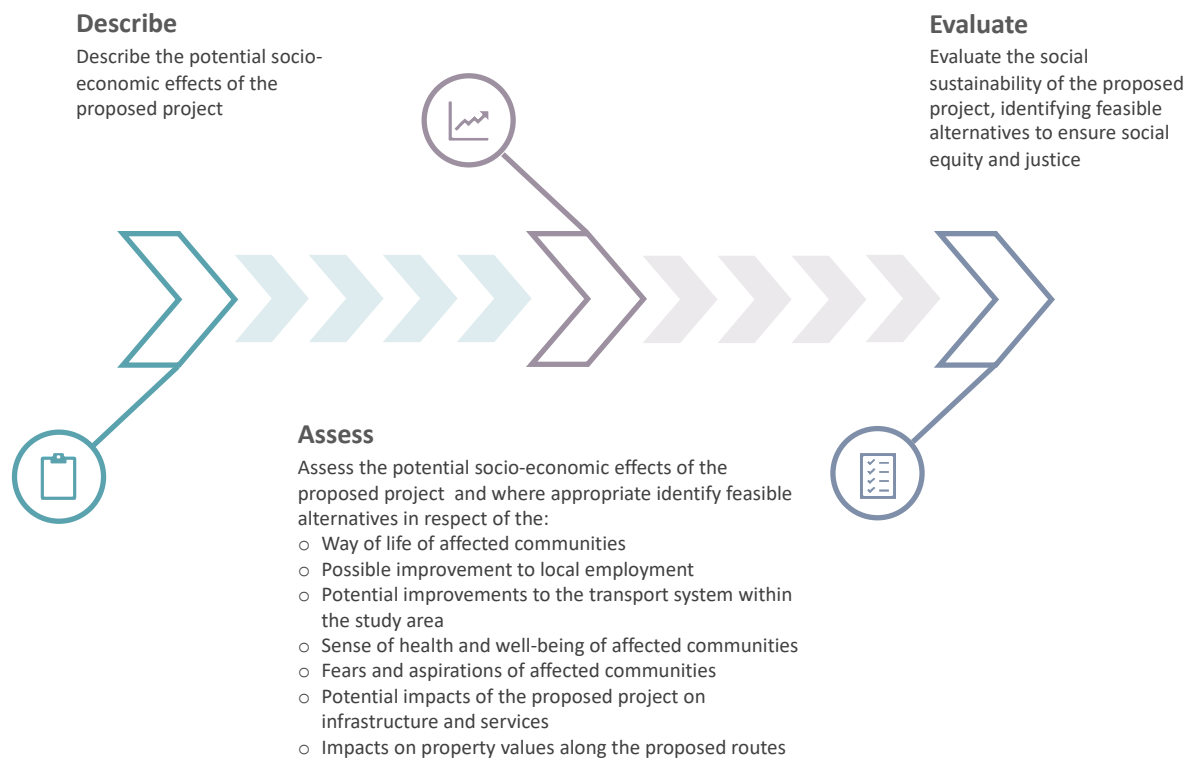 Describe
Describe the potential socio-
economic effects of the
proposed project
Evaluate
Evaluate the social
sustainability of the proposed
project, identifying feasible
alternatives to ensure social
equity and justice
Assess
Assess the potential socio-economic effects of the
proposed project  and where appropriate identify feasible
alternatives in respect of the:
o Way of life of affected communities
o Possible improvement to local employment
o Potential improvements to the transport system within
the study area
o Sense of health and well-being of affected communities
o Fears and aspirations of affected communities
o Potential impacts of the proposed project on
infrastructure and services
o Impacts on property values along the proposed routes